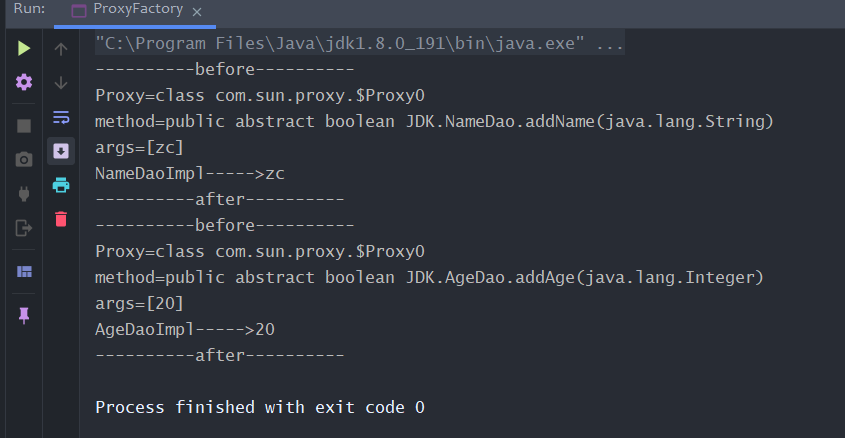 Run: ProxyFactory ×
"C:\Program Files\Java\jdk1.8.0_191\bin\java.exe" ...
----------before----------
Proxy=class com.sun.proxy.$Proxy0
method=public abstract boolean JDK.NameDao.addName(java.lang.String)
args=[zc]
NameDaoImpl----->zc
----------after----------
----------before----------
Proxy=class com.sun.proxy.$Proxy0
method=public abstract boolean JDK.AgeDao.addAge(java.lang.Integer)
args=[20]
AgeDaoImpl----->20
----------after----------
Process finished with exit code 0